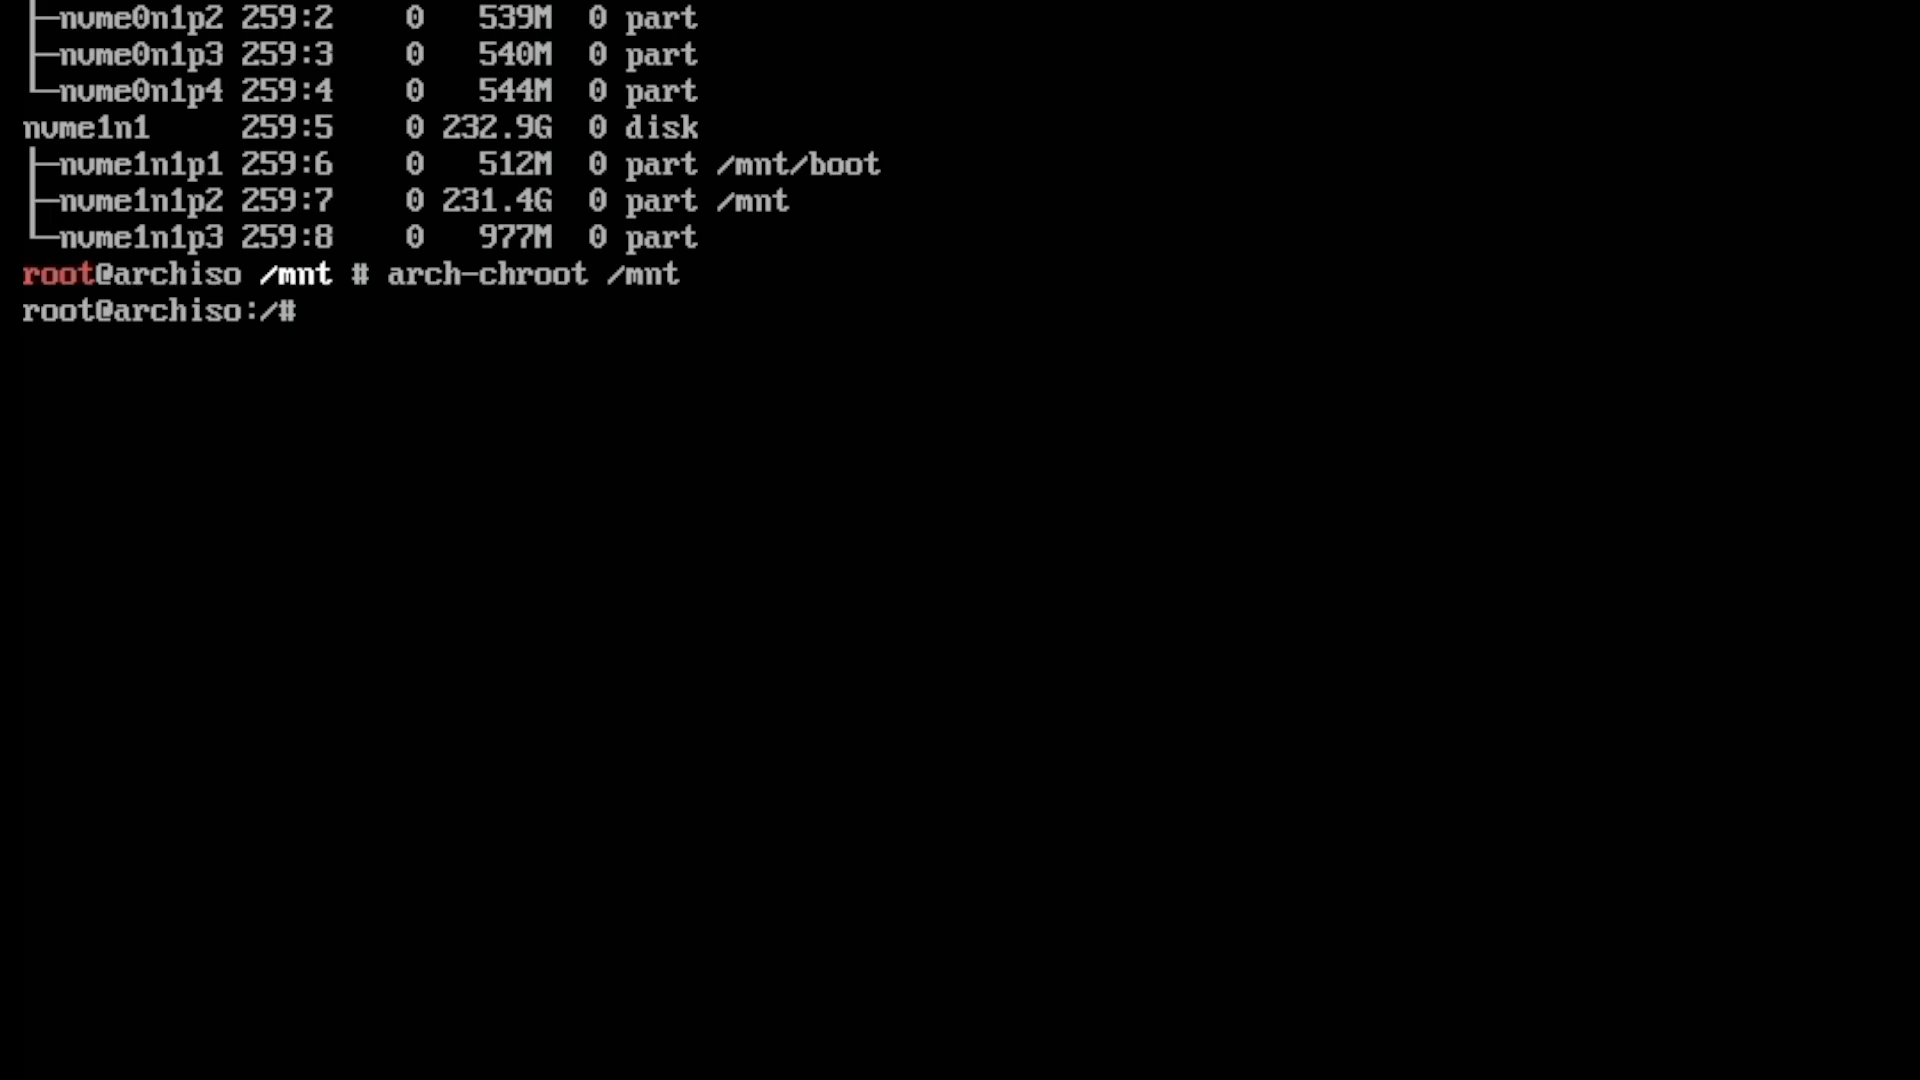 ├─nvme0n1p2 259:2    0   539M  0 part
├─nvme0n1p3 259:3    0   540M  0 part
└─nvme0n1p4 259:4    0   544M  0 part
nvme1n1     259:5    0 232.9G  0 disk
├─nvme1n1p1 259:6    0   512M  0 part /mnt/boot
├─nvme1n1p2 259:7    0 231.4G  0 part /mnt
└─nvme1n1p3 259:8    0   977M  0 part
root@archiso /mnt # arch-chroot /mnt
root@archiso:/#